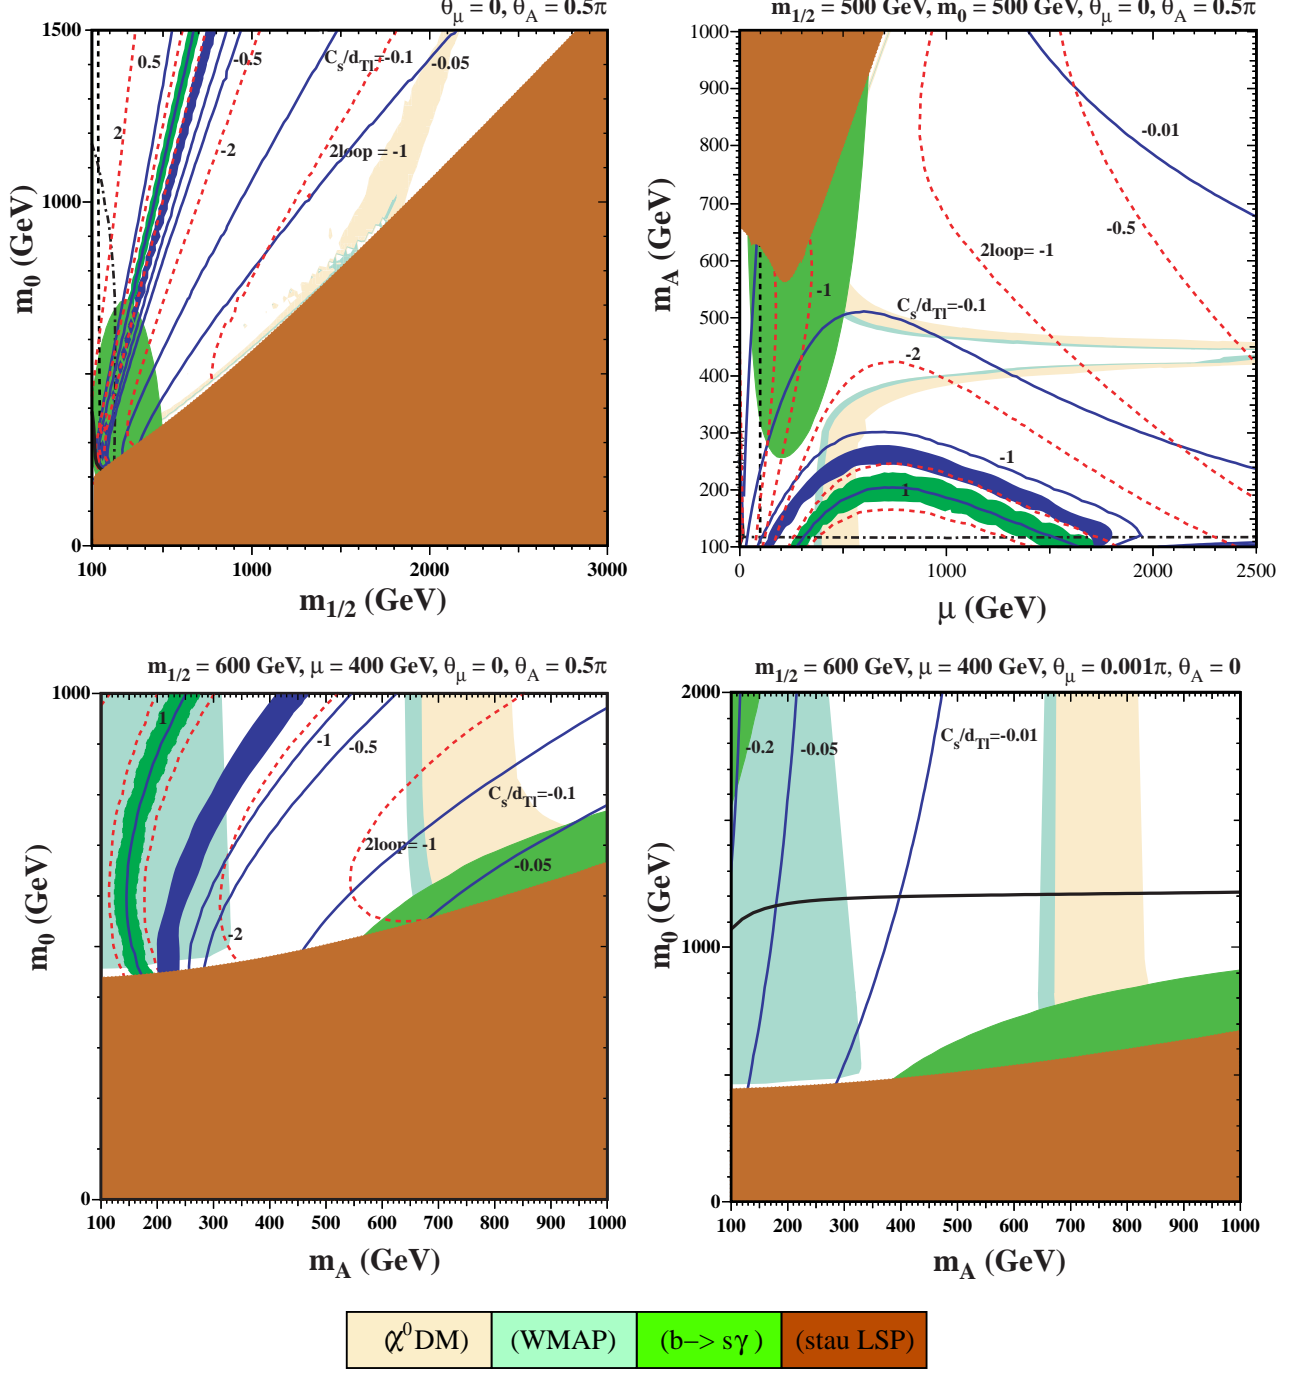 θμ = 0, θA = 0.5π
1500
1000
0
m0 (GeV)
0.5
-0.5
Cs/dTl=-0.1
-0.05
2
-2
2loop = -1
100 1000 2000 3000
m1/2 (GeV)
m1/2 = 500 GeV, m0 = 500 GeV, θμ = 0, θA = 0.5π
1000
900
800
700
600
500
400
300
200
100
mA (GeV)
-0.01
-0.5
2loop= -1
-1
Cs/dTl=-0.1
-2
-1
1
0 1000 2000 2500
μ (GeV)
m1/2 = 600 GeV, μ = 400 GeV, θμ = 0, θA = 0.5π
1000
0
m0 (GeV)
1
-1
-0.5
Cs/dTl=-0.1
2loop= -1
-0.05
-2
100 200 300 400 500 600 700 800 900 1000
mA (GeV)
m1/2 = 600 GeV, μ = 400 GeV, θμ = 0.001π, θA = 0
2000
1000
0
m0 (GeV)
-0.2
-0.05
Cs/dTl=-0.01
100 200 300 400 500 600 700 800 900 1000
mA (GeV)
(χ0 DM) (WMAP) (b–> sγ ) (stau LSP)